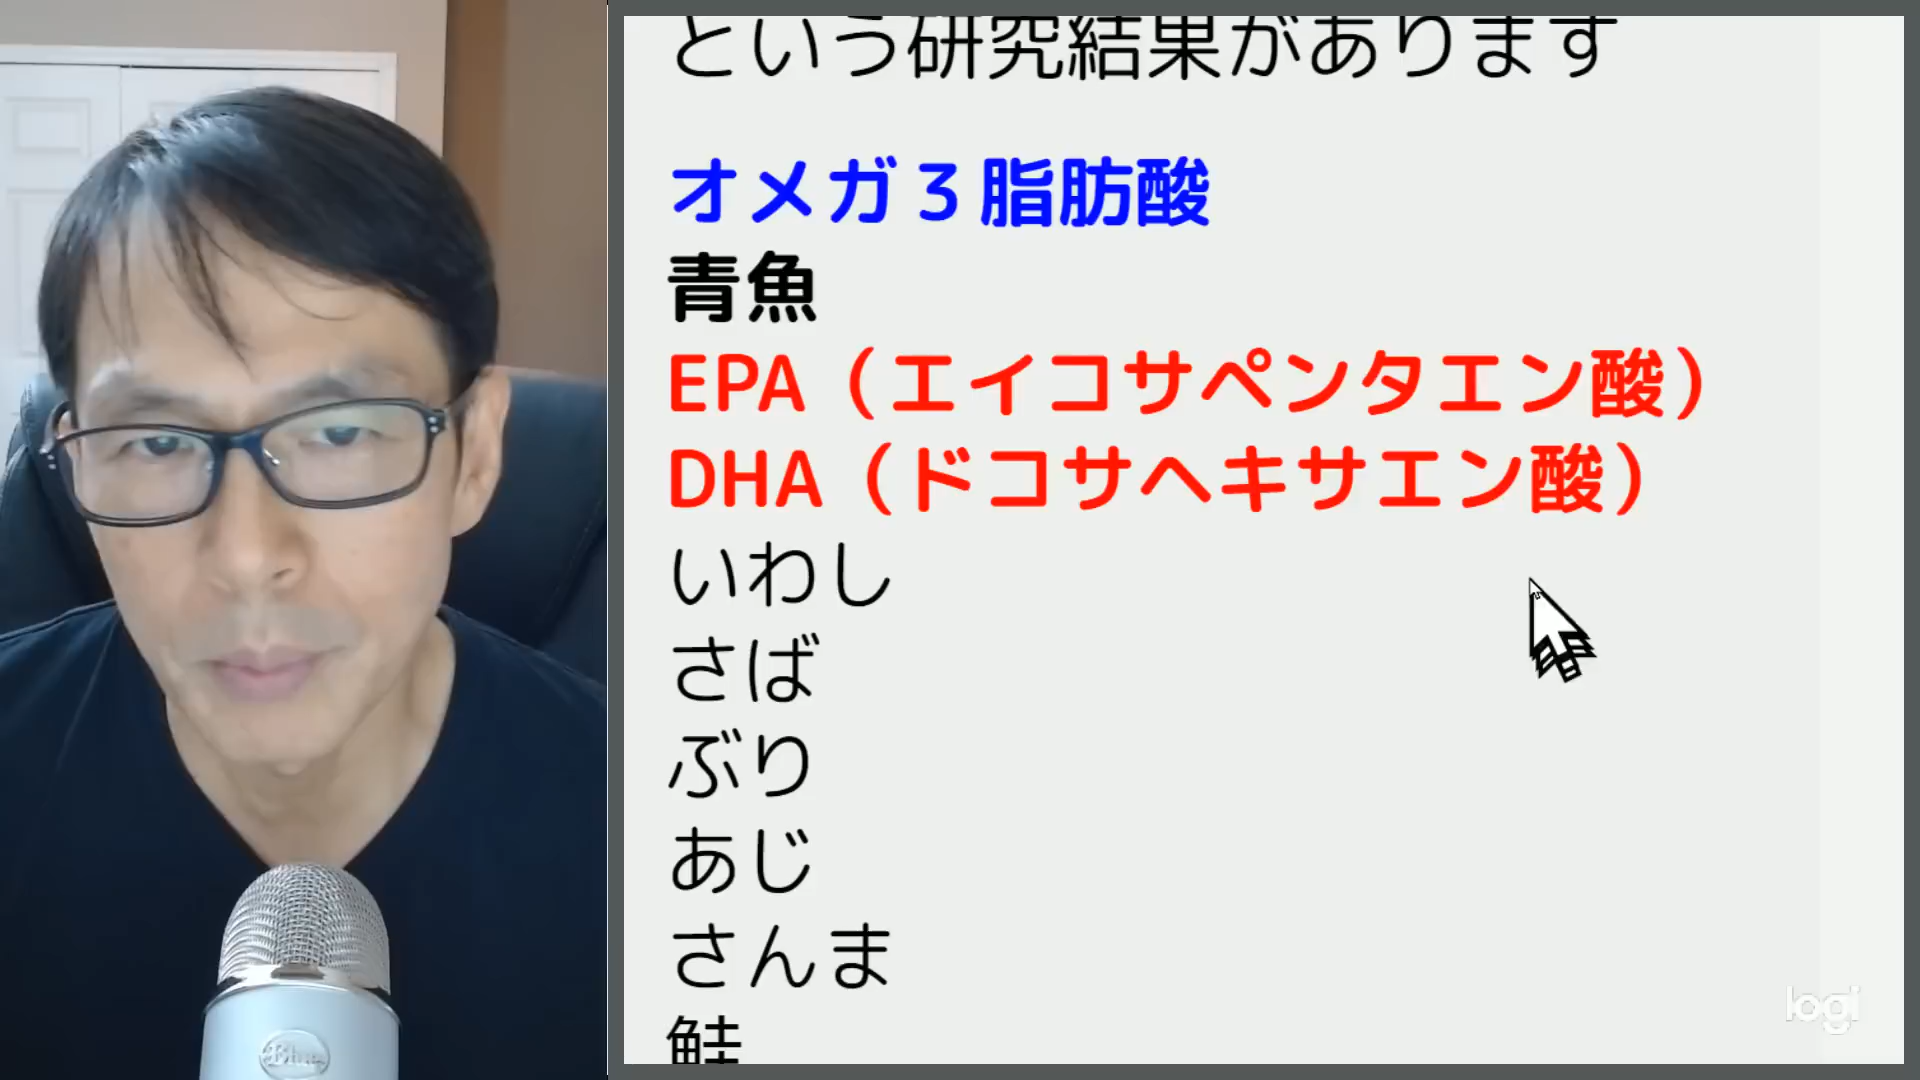 という研究結果があります
オメガ３脂肪酸
青魚
EPA（エイコサペンタエン酸）
DHA（ドコサヘキサエン酸）
いわし
さば
ぶり
あじ
さんま
鮭
logi
Blue